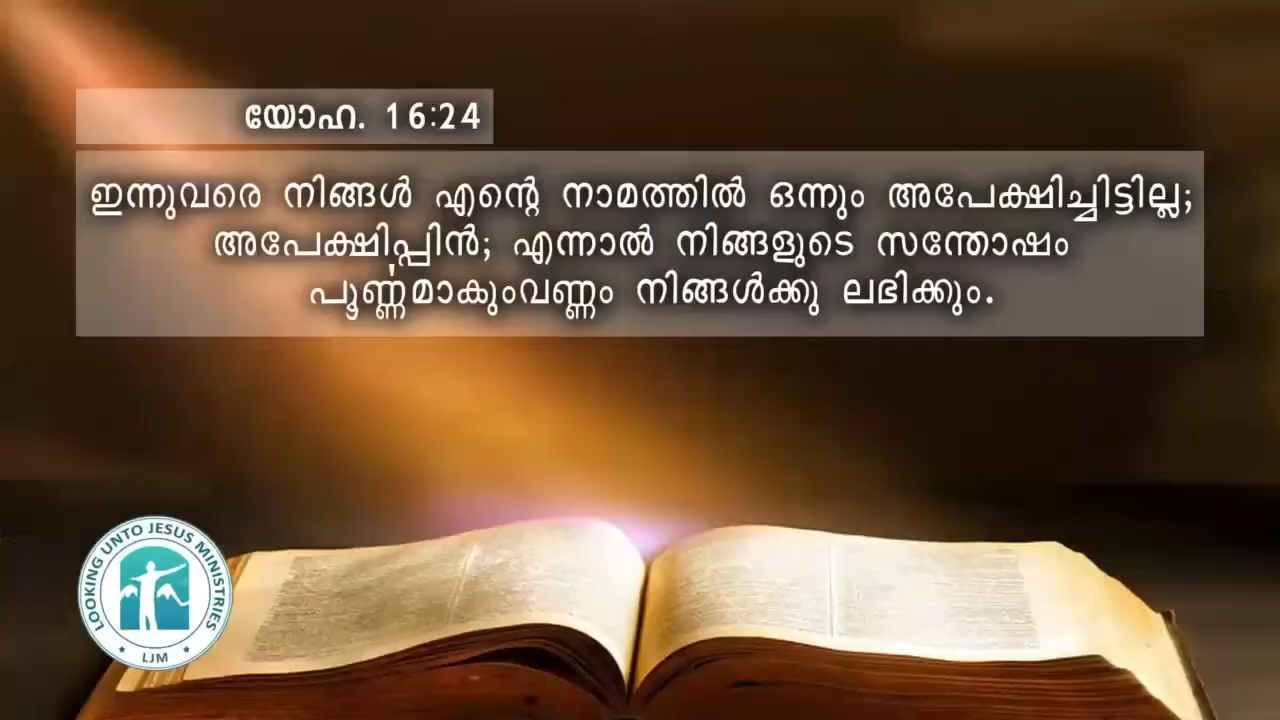 യോഹ. 16:24
ഇന്നുവരെ നിങ്ങൾ എന്റെ നാമത്തിൽ ഒന്നും അപേക്ഷിച്ചിട്ടില്ല;
അപേക്ഷിപ്പിൻ; എന്നാൽ നിങ്ങളുടെ സന്തോഷം
പൂൎണ്ണമാകുംവണ്ണം നിങ്ങൾക്കു ലഭിക്കും.
LOOKING UNTO JESUS MINISTRIES
LJM